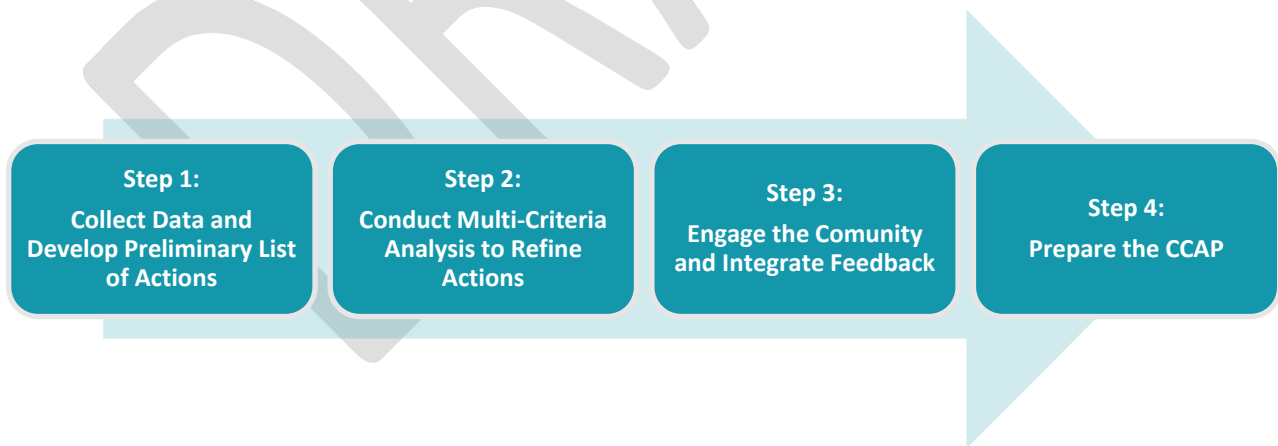 Step 1:
Collect Data and
Develop Preliminary List
of Actions
Step 2:
Conduct Multi-Criteria
Analysis to Refine
Actions
Step 3:
Engage the Comunity
and Integrate Feedback
Step 4:
Prepare the CCAP